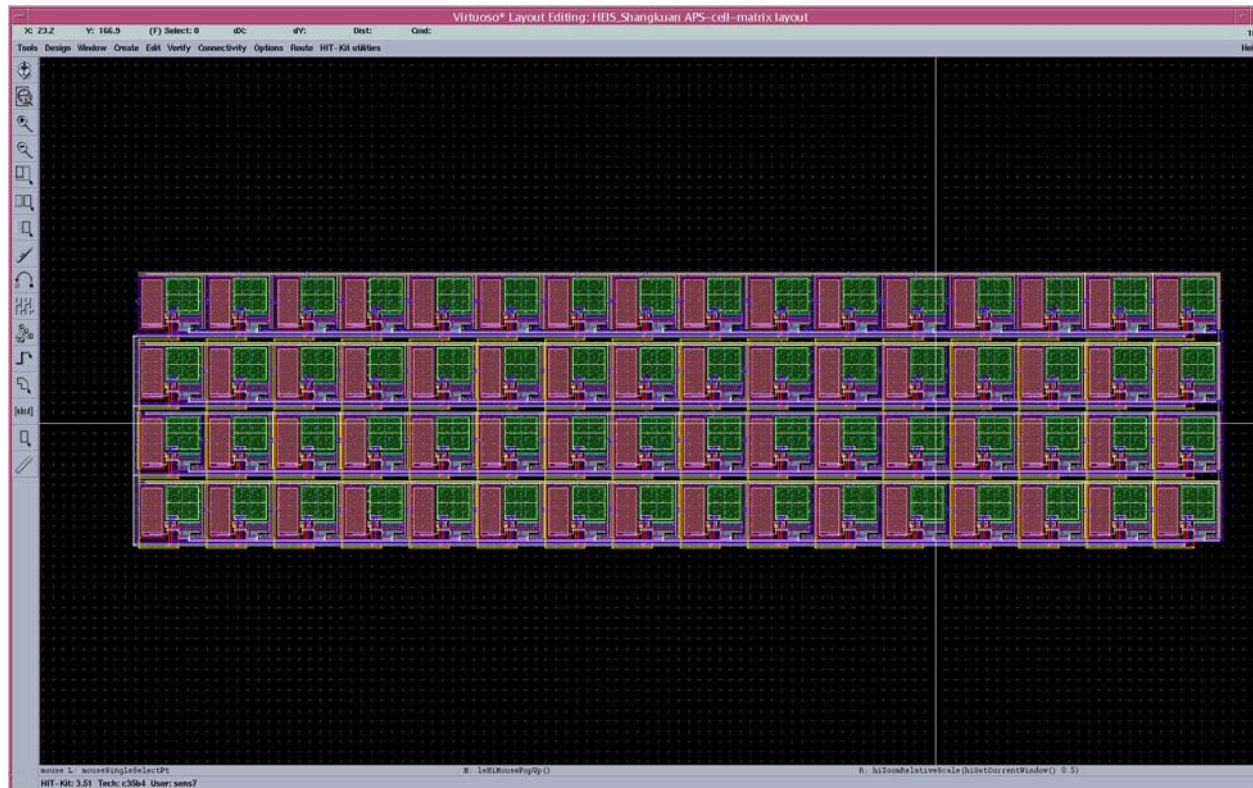 Virtuoso* Layout Editing: HEIS_Shangkuan APS-cell-matrix layout
X: 23.2 Y: 166.9 (F) Select: 0 dX: dY: Dist: Cmd:
Tools Design Window Create Edit Verify Connectivity Options Route HIT-Kit utilities
[abcd]
mouse L: mouseSingleSelectPt M: leHiMousePopUp() R: hiZoomRelativeScale(hiGetCurrentWindow() 0.5)
HIT-Kit: 3.51 Tech: c35b4 User: sens7